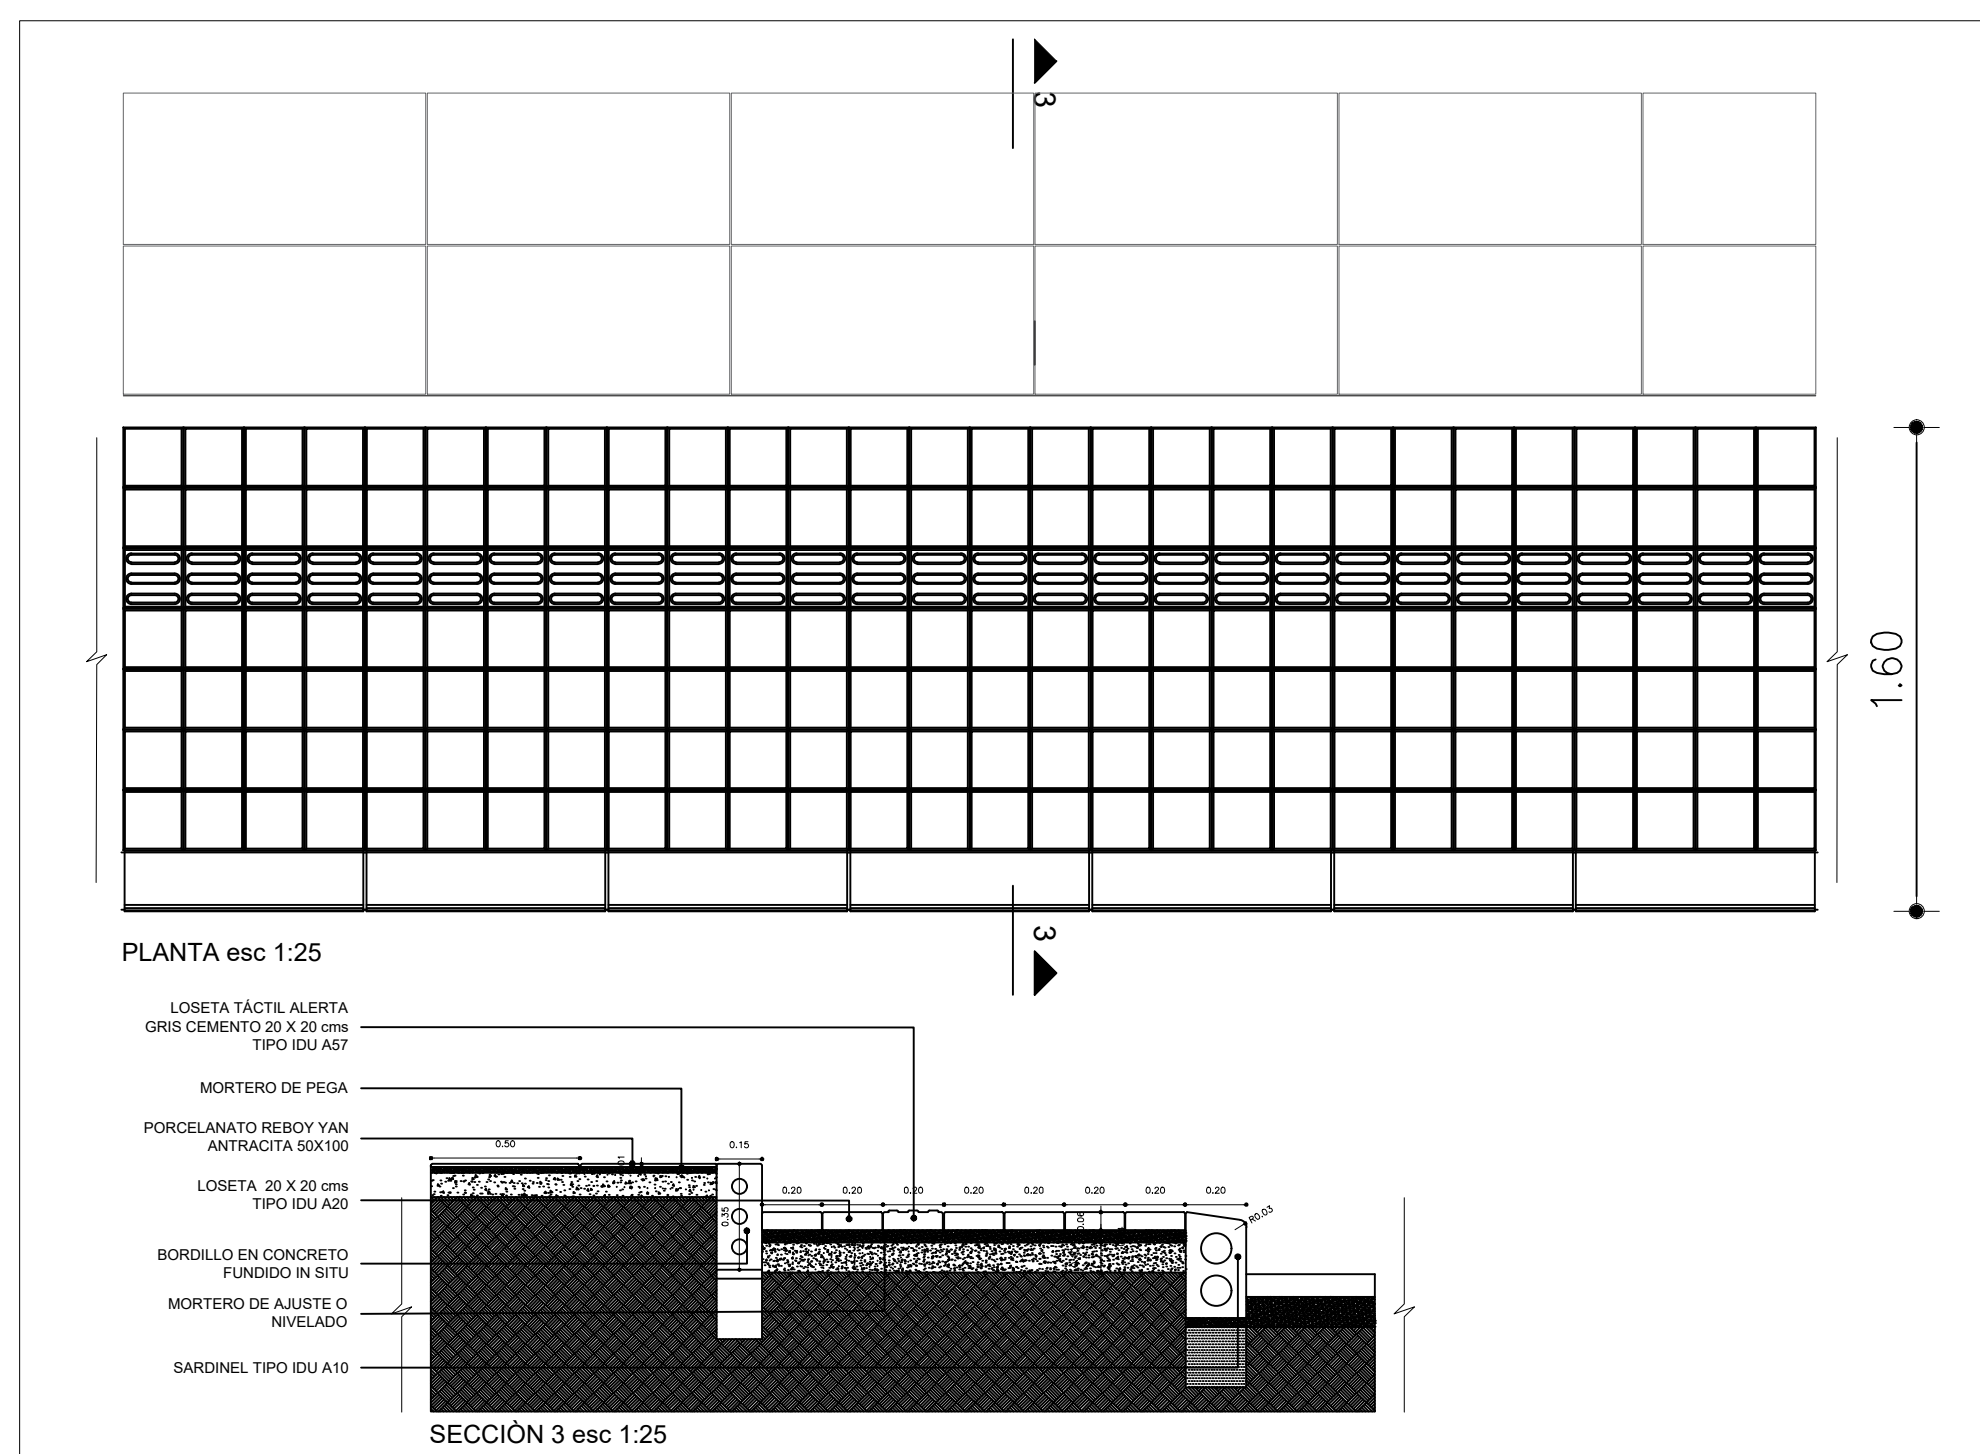 3
1.60
3
PLANTA esc 1:25
LOSETA TÁCTIL ALERTA
GRIS CEMENTO 20 X 20 cms
TIPO IDU A57
MORTERO DE PEGA
PORCELANATO REBOY YAN
ANTRACITA 50X100
LOSETA 20 X 20 cms
TIPO IDU A20
BORDILLO EN CONCRETO
FUNDIDO IN SITU
MORTERO DE AJUSTE O
NIVELADO
SARDINEL TIPO IDU A10
0.50
0.15
0.35
0.20
0.20
0.20
0.20
0.20
0.20
0.20
0.20
0.06
R0.03
SECCIÒN 3 esc 1:25